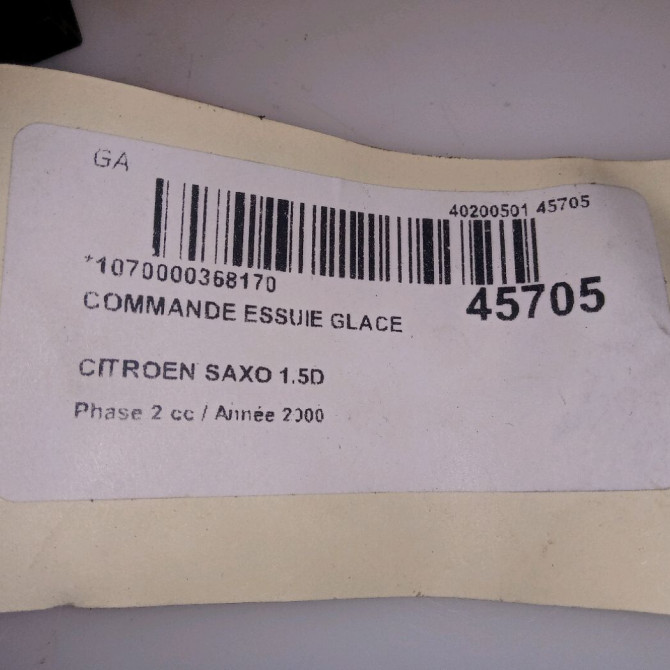 GA
40200501 45705
*1070000368170
45705
COMMANDE ESSUIE GLACE
CITROEN SAXO 1.5D
Phase 2 cc / Année 2000